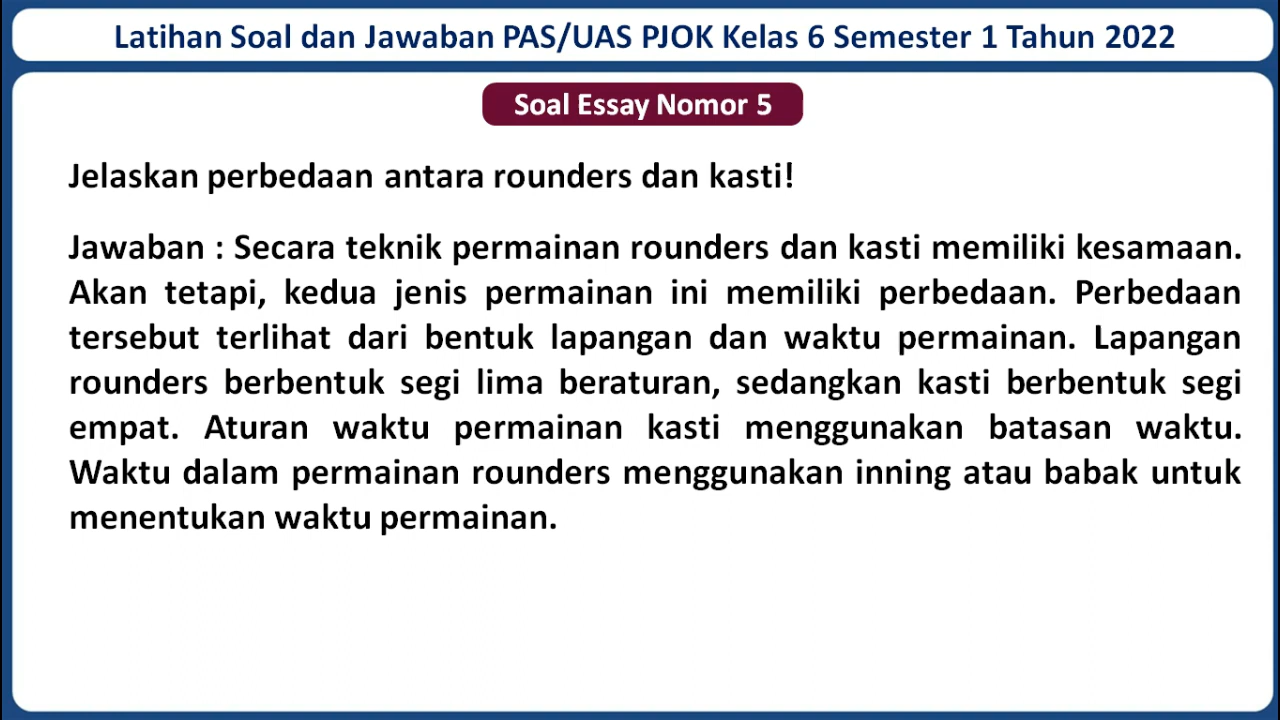 Latihan Soal dan Jawaban PAS/UAS PJOK Kelas 6 Semester 1 Tahun 2022
Soal Essay Nomor 5
Jelaskan perbedaan antara rounders dan kasti!
Jawaban : Secara teknik permainan rounders dan kasti memiliki kesamaan.
Akan tetapi, kedua jenis permainan ini memiliki perbedaan. Perbedaan
tersebut terlihat dari bentuk lapangan dan waktu permainan. Lapangan
rounders berbentuk segi lima beraturan, sedangkan kasti berbentuk segi
empat. Aturan waktu permainan kasti menggunakan batasan waktu.
Waktu dalam permainan rounders menggunakan inning atau babak untuk
menentukan waktu permainan.